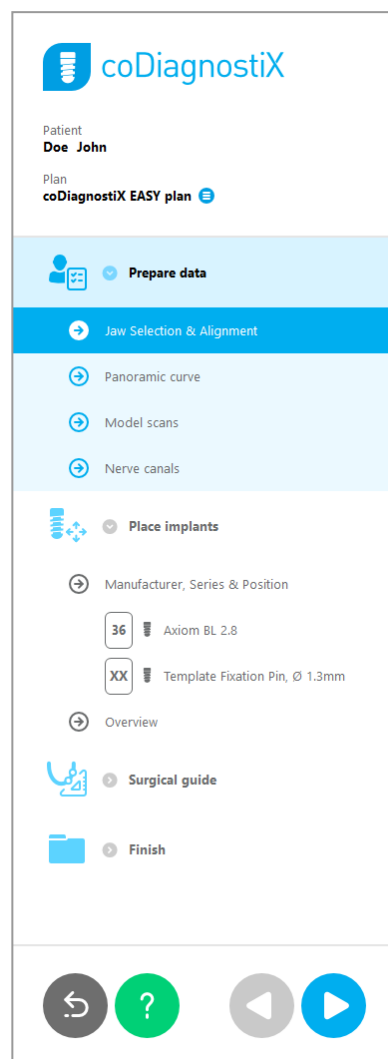 coDiagnostiX
Patient
Doe John
Plan
coDiagnostiX EASY plan
Prepare data
Jaw Selection & Alignment
Panoramic curve
Model scans
Nerve canals
Place implants
Manufacturer, Series & Position
36 Axiom BL 2.8
XX Template Fixation Pin, Ø 1.3mm
Overview
Surgical guide
Finish
?